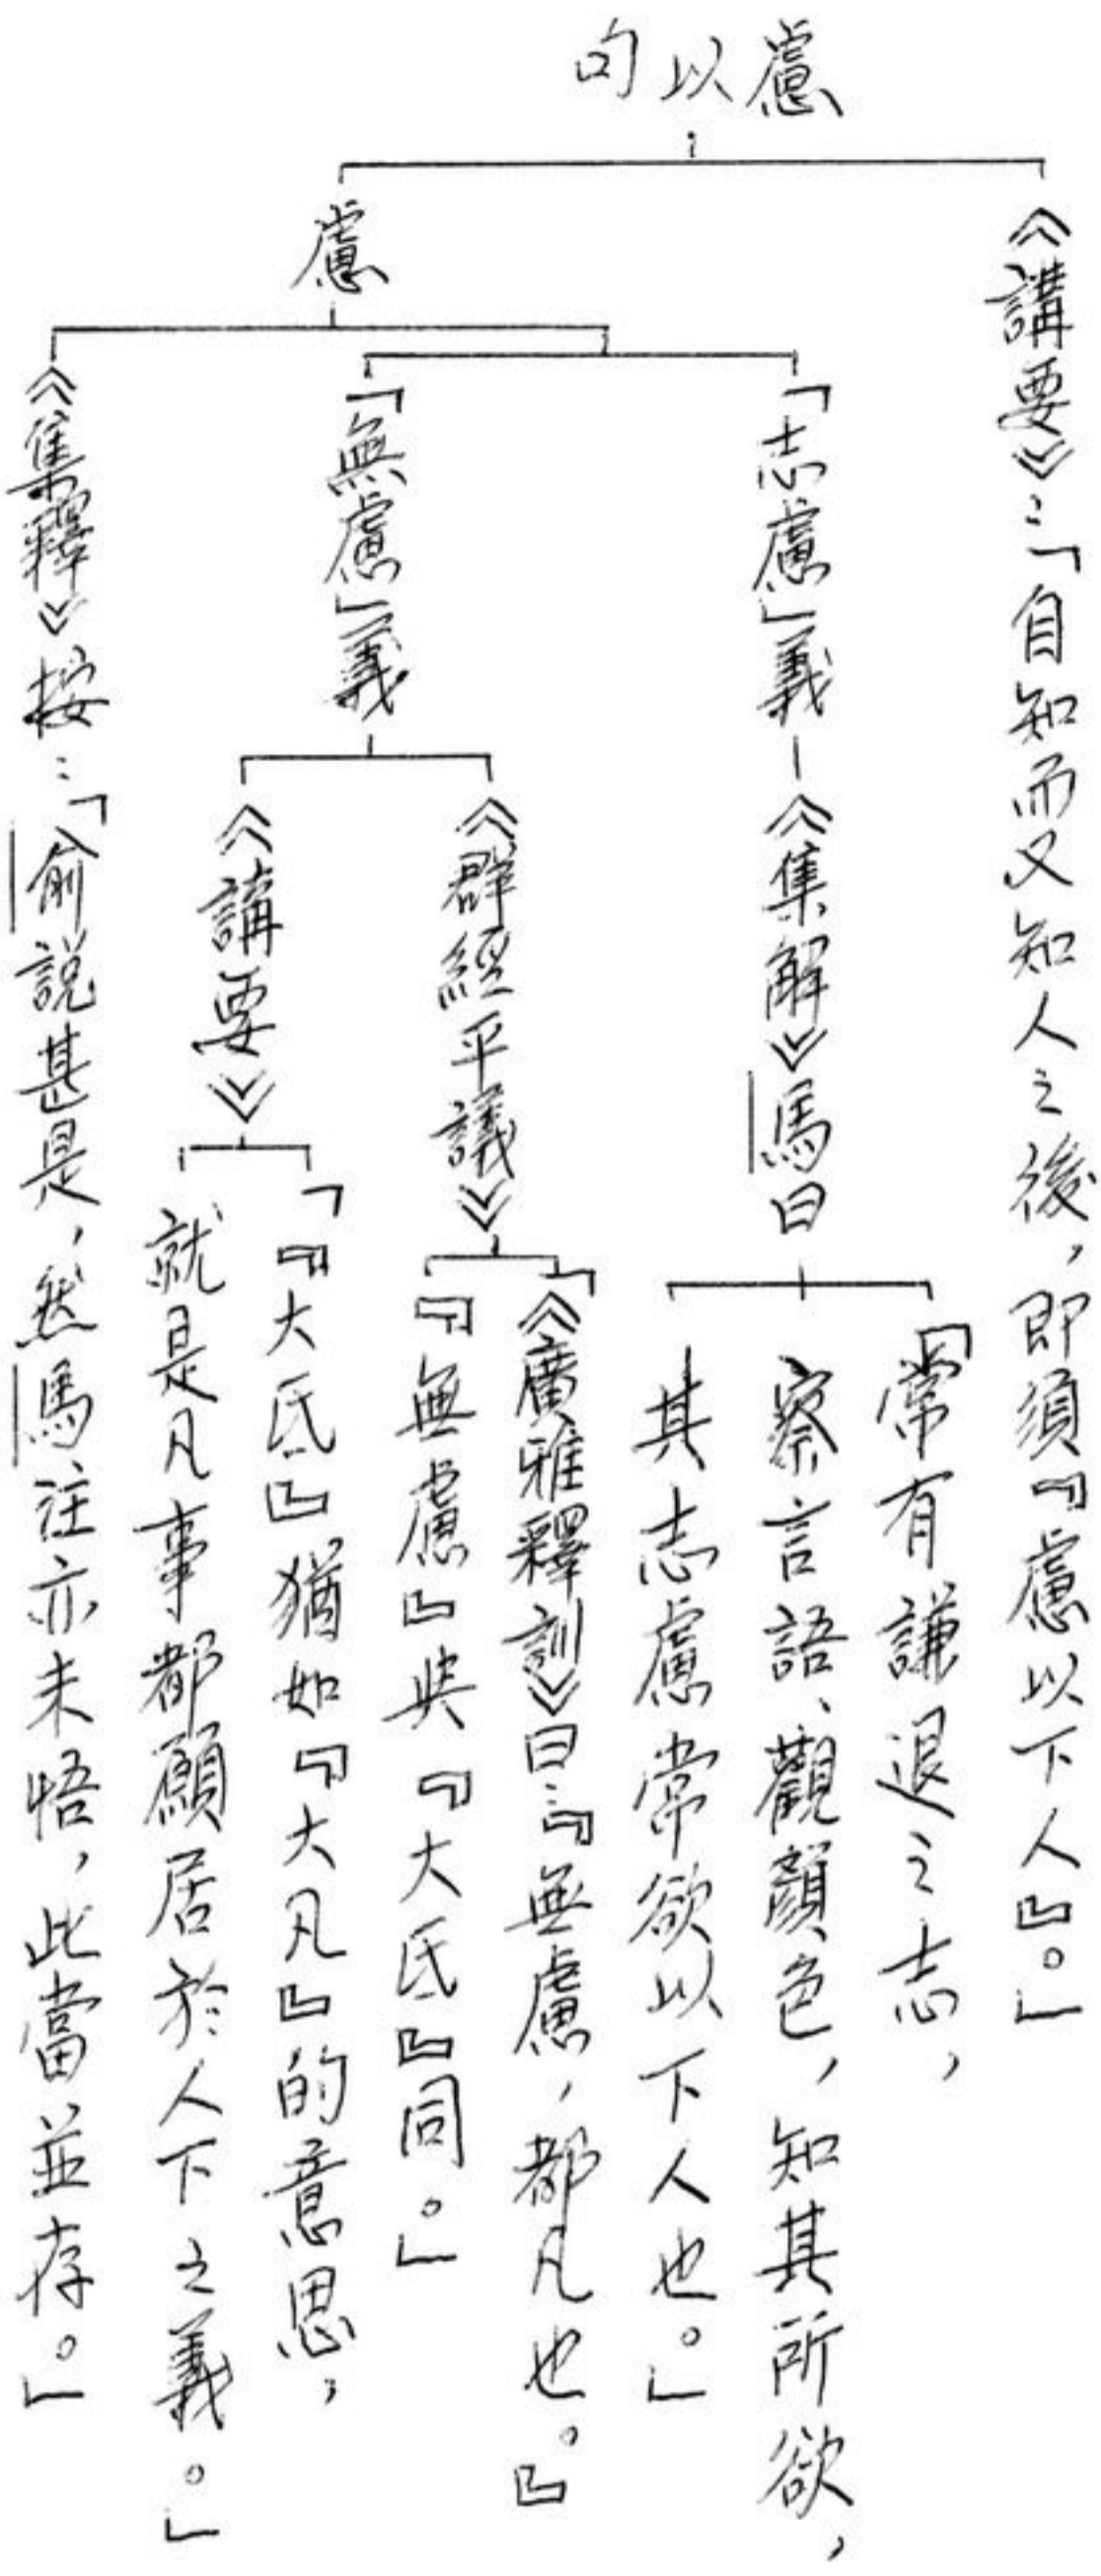 慮以句
《講要》：「自知而又知人之後，即須『慮以下人』。」
慮
「志慮」義
《集解》馬曰
「常有謙退之志，
察言語、觀顏色，知其所欲，
其志慮常欲以下人也。」
「無慮」義
《群經平議》
「《廣雅釋訓》曰：『無慮，都凡也。』
『無慮』與『大氐』同。」
《講要》
「『大氐』猶如『大凡』的意思，
就是凡事都願居於人下之義。」
《集釋》按：「俞說甚是，然馬注亦未悟，此當並存。」